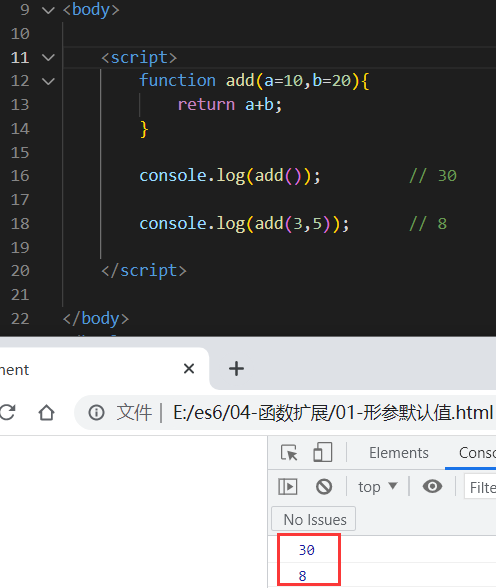 9 <body>
10
11 <script>
12 function add(a=10,b=20){
13 return a+b;
14 }
15
16 console.log(add()); // 30
17
18 console.log(add(3,5)); // 8
19
20 </script>
21
22 </body>
ment × +
文件 | E:/es6/04-函数扩展/01-形参默认值.html
Elements Conso
top ▼ Filte
No Issues
30
8